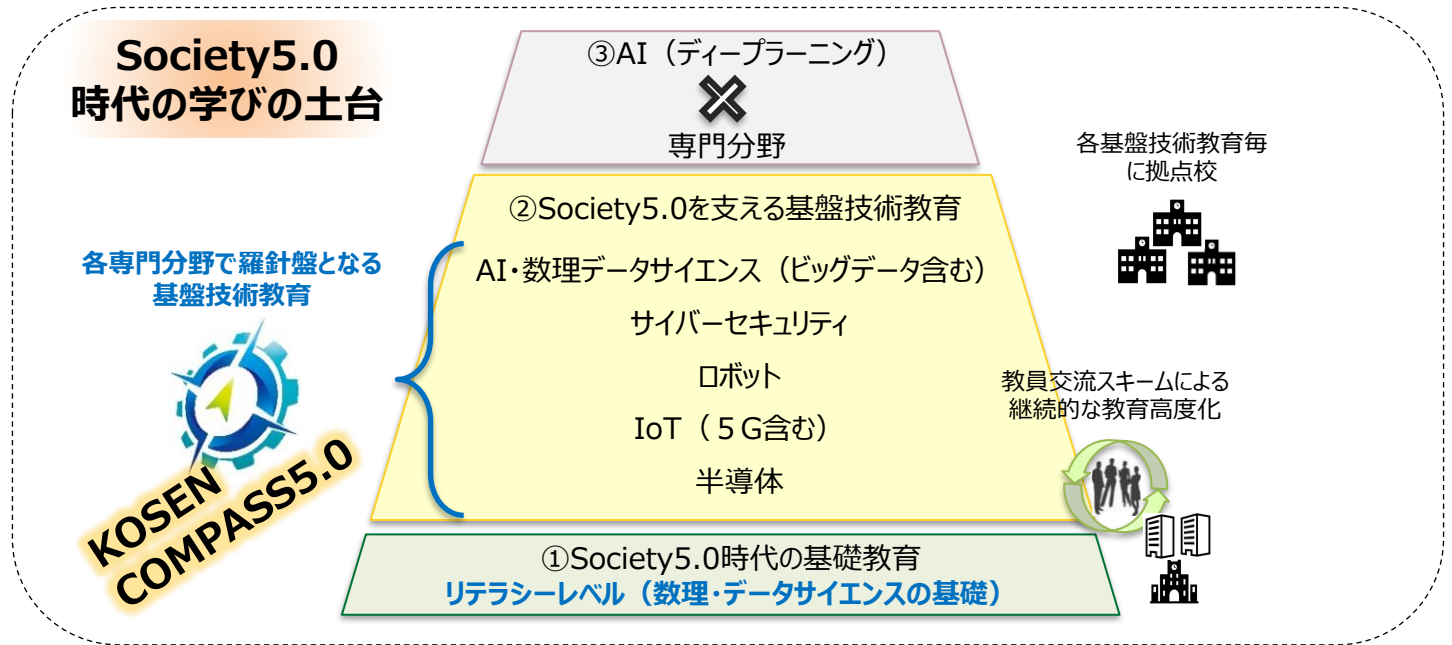 Society5.0
時代の学びの土台
③AI（ディープラーニング）
専門分野
各基盤技術教育毎
に拠点校
②Society5.0を支える基盤技術教育
各専門分野で羅針盤となる
基盤技術教育
AI・数理データサイエンス（ビッグデータ含む）
サイバーセキュリティ
ロボット
IoT（５G含む）
半導体
教員交流スキームによる
継続的な教育高度化
KOSEN
COMPASS5.0
①Society5.0時代の基礎教育
リテラシーレベル（数理・データサイエンスの基礎）